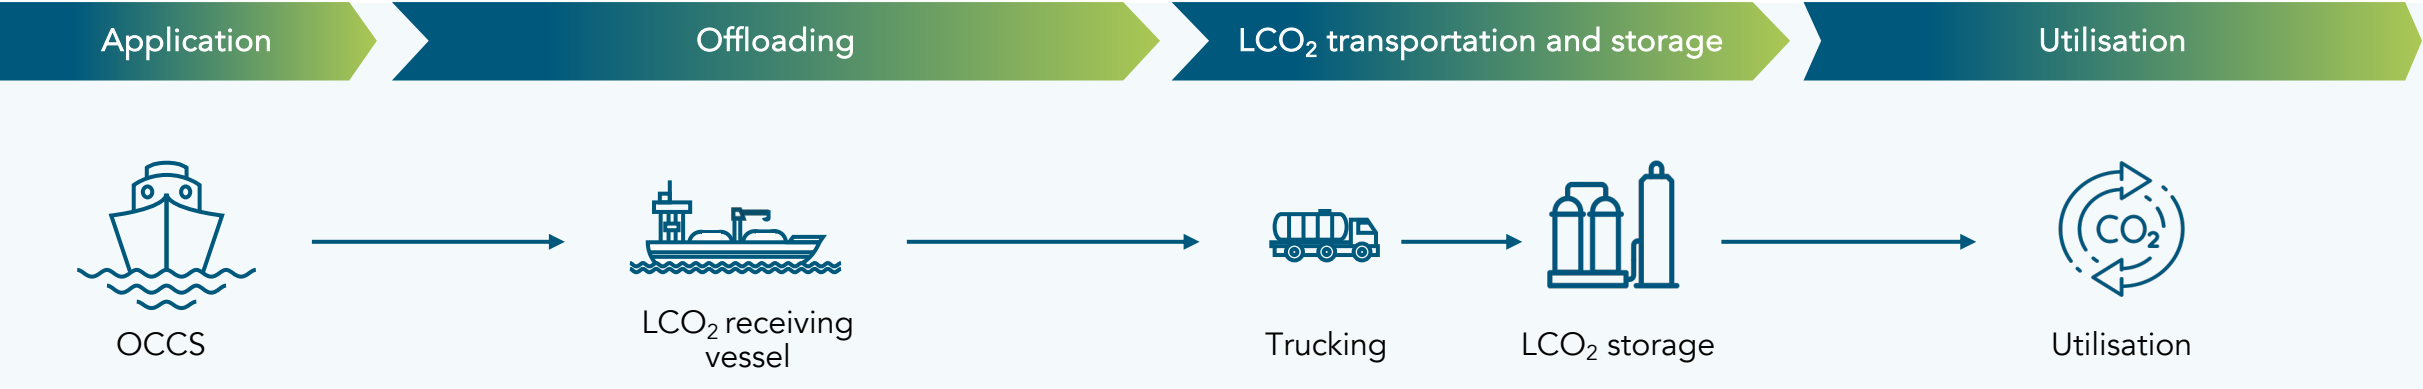 Application
Offloading
LCO₂ transportation and storage
Utilisation
CO₂
OCCS
LCO₂ receiving
vessel
Trucking
LCO₂ storage
Utilisation